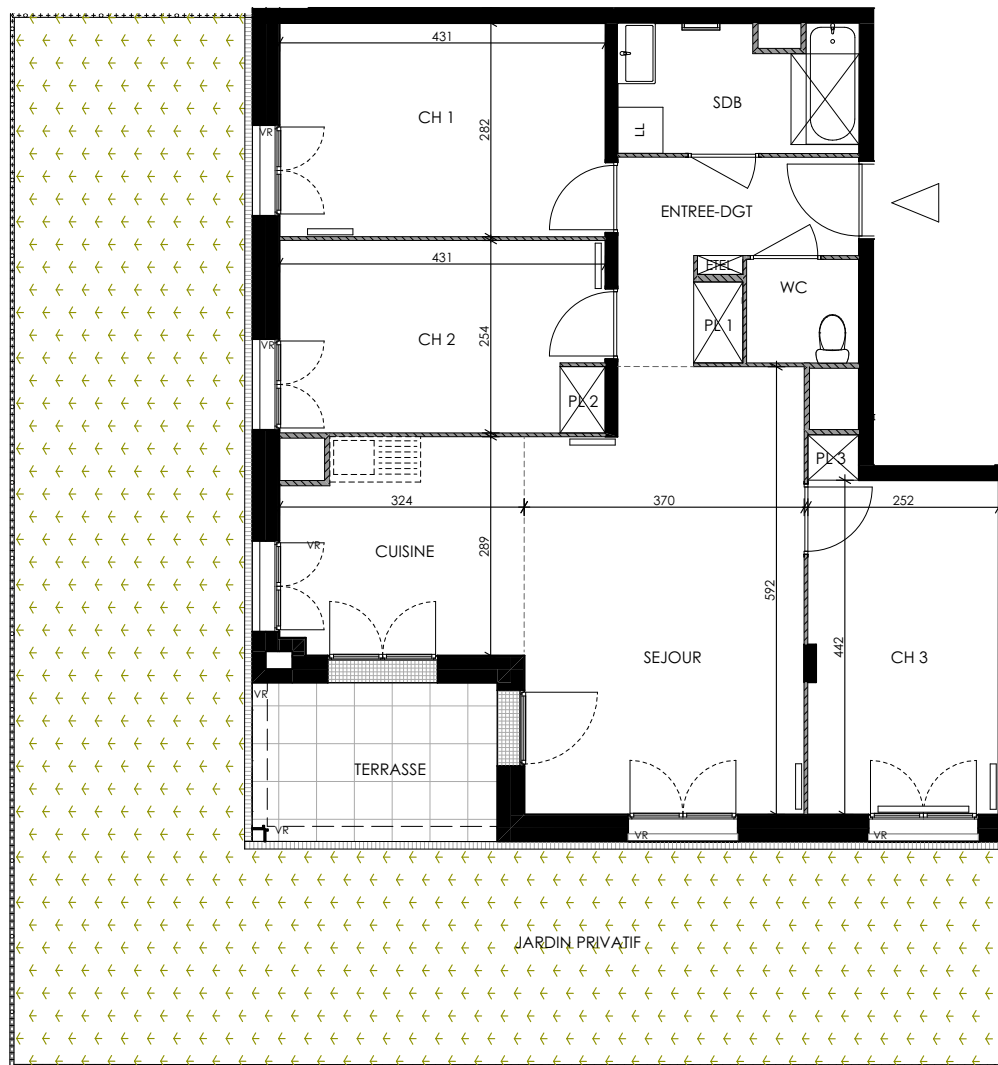 431
CH 1
282
SDB
LL
VR
ENTREE-DGT
431
ETEL
WC
CH 2
254
PL 1
VR
PL 2
PL 3
324
370
252
VR
CUISINE
289
592
442
SEJOUR
CH 3
VR
TERRASSE
VR
VR
VR
JARDIN PRIVATIF